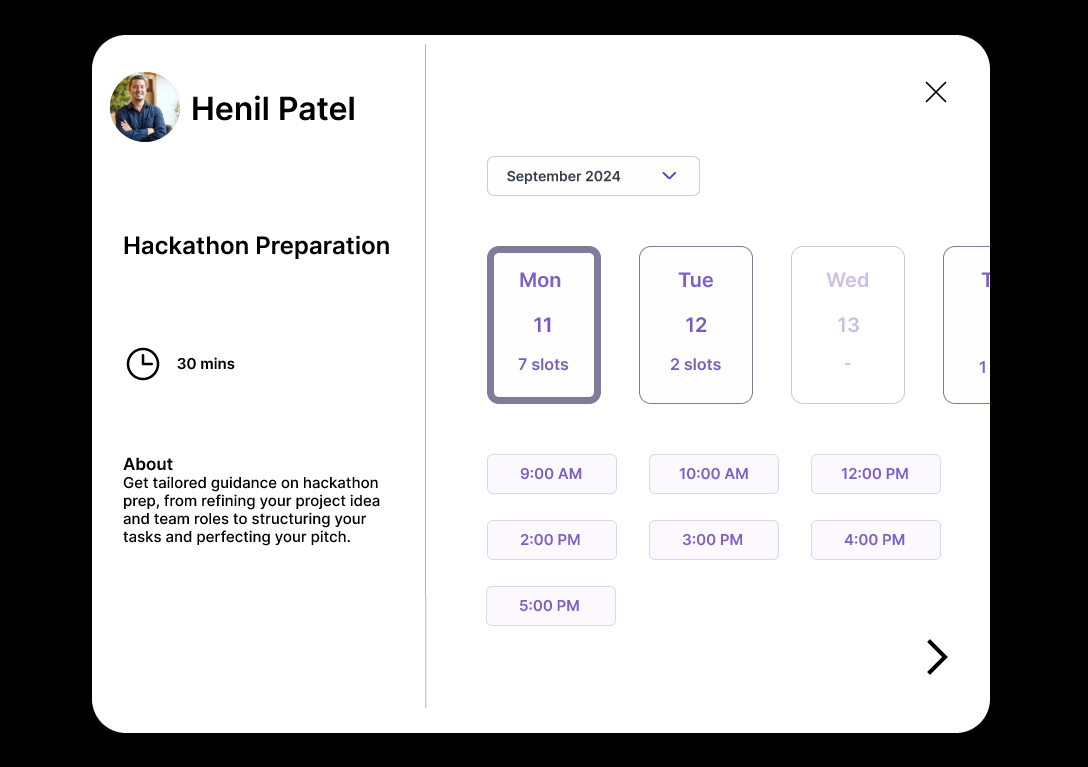 Henil Patel
Hackathon Preparation
30 mins
About
Get tailored guidance on hackathon
prep, from refining your project idea
and team roles to structuring your
tasks and perfecting your pitch.
September 2024
Mon
11
7 slots
Tue
12
2 slots
Wed
13
-
T
1
9:00 AM
10:00 AM
12:00 PM
2:00 PM
3:00 PM
4:00 PM
5:00 PM